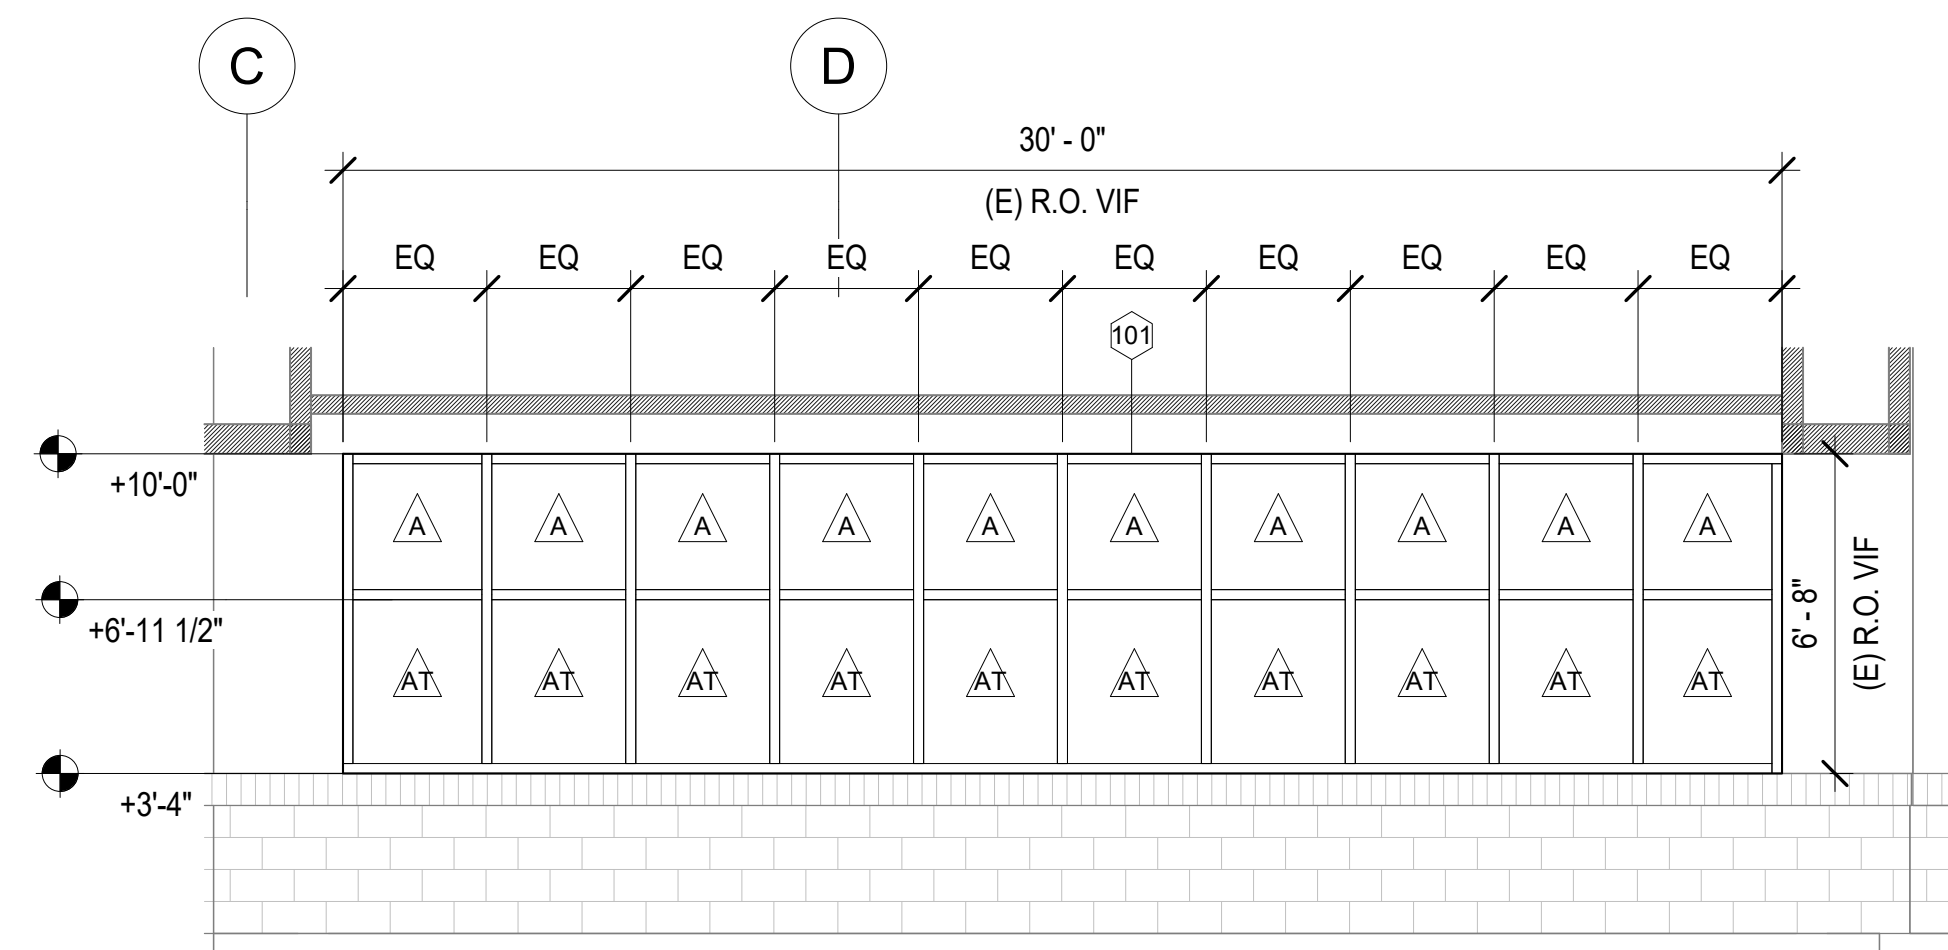 C D
30' - 0"
(E) R.O. VIF
EQ EQ EQ EQ EQ EQ EQ EQ EQ EQ
101
+10'-0"
A A A A A A A A A A
+6'-11 1/2"
6' - 8"
(E) R.O. VIF
AT AT AT AT AT AT AT AT AT AT
+3'-4"